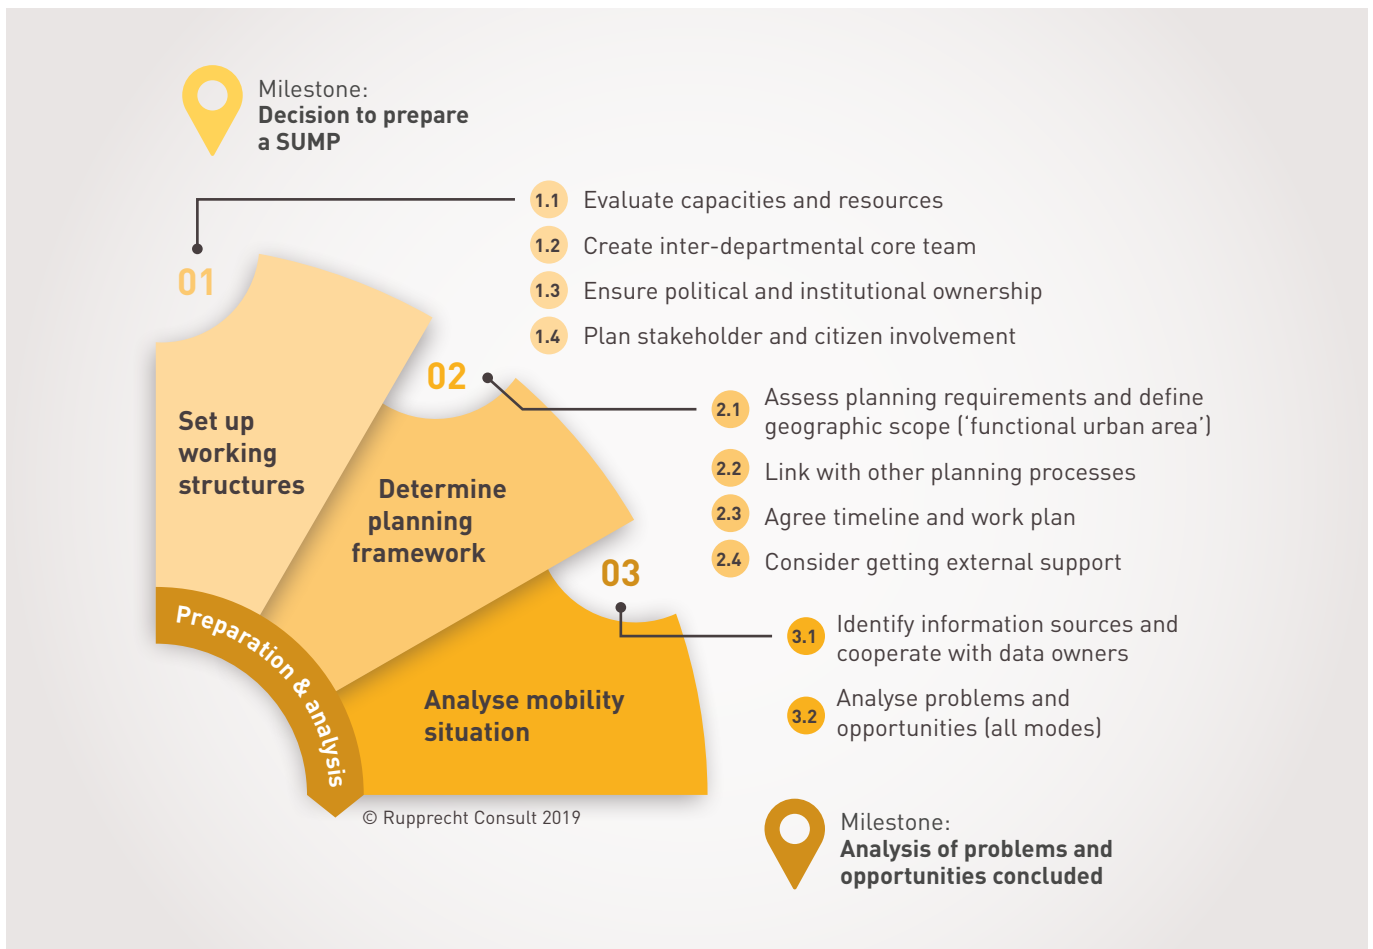 Milestone:
Decision to prepare
a SUMP
01
1.1 Evaluate capacities and resources
1.2 Create inter-departmental core team
1.3 Ensure political and institutional ownership
1.4 Plan stakeholder and citizen involvement
Set up
working
structures
02
2.1 Assess planning requirements and define
geographic scope (‘functional urban area’)
2.2 Link with other planning processes
2.3 Agree timeline and work plan
2.4 Consider getting external support
Determine
planning
framework
03
3.1 Identify information sources and
cooperate with data owners
3.2 Analyse problems and
opportunities (all modes)
Analyse mobility
situation
Preparation & analysis
© Rupprecht Consult 2019
Milestone:
Analysis of problems and
opportunities concluded